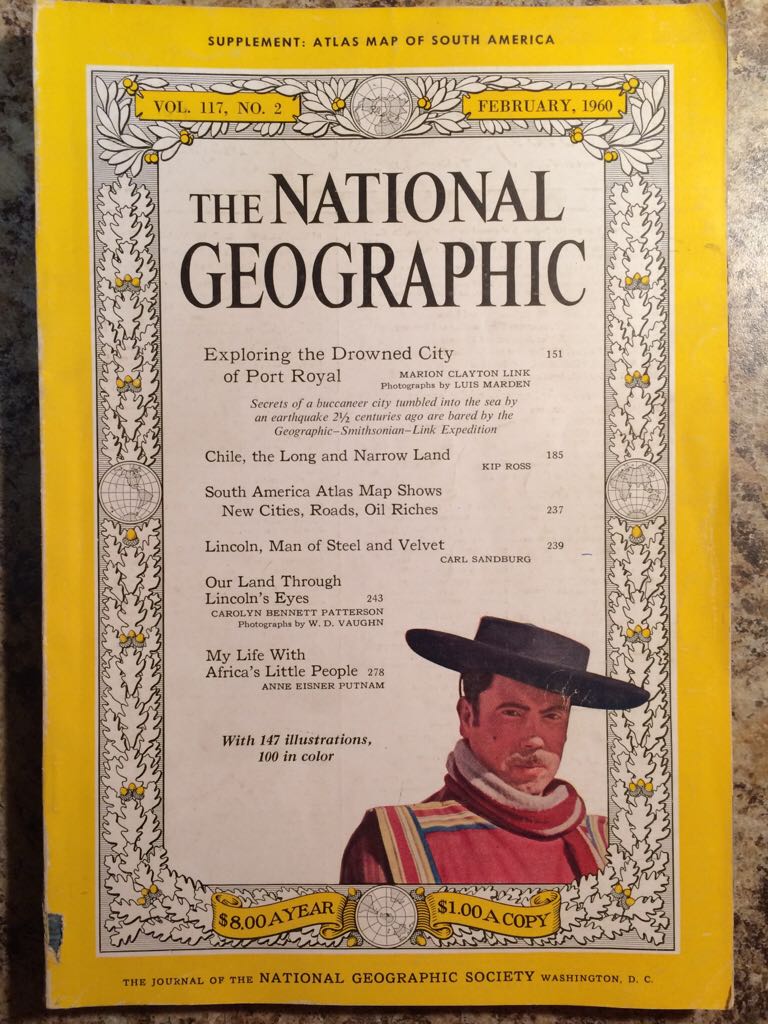 SUPPLEMENT: ATLAS MAP OF SOUTH AMERICA
VOL. 117, NO. 2
FEBRUARY, 1960
THE NATIONAL
GEOGRAPHIC
Exploring the Drowned City 151
of Port Royal MARION CLAYTON LINK
Photographs by LUIS MARDEN
Secrets of a buccaneer city tumbled into the sea by
an earthquake 2½ centuries ago are bared by the
Geographic–Smithsonian–Link Expedition
Chile, the Long and Narrow Land 185
KIP ROSS
South America Atlas Map Shows
New Cities, Roads, Oil Riches 237
Lincoln, Man of Steel and Velvet 239
CARL SANDBURG
Our Land Through
Lincoln's Eyes 243
CAROLYN BENNETT PATTERSON
Photographs by W. D. VAUGHN
My Life With
Africa's Little People 278
ANNE EISNER PUTNAM
With 147 illustrations,
100 in color
$8.00 A YEAR
$1.00 A COPY
THE JOURNAL OF THE NATIONAL GEOGRAPHIC SOCIETY WASHINGTON, D. C.